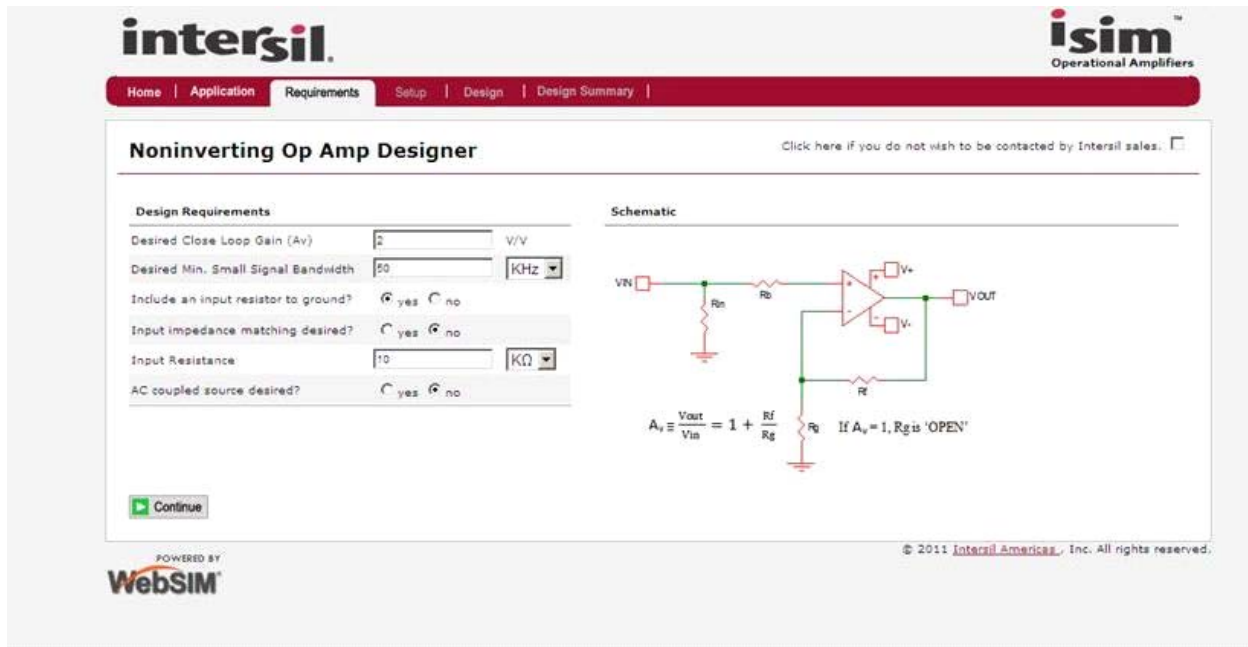 intersil.
isim™
Operational Amplifiers
Home | Application Requirements Setup | Design | Design Summary |
Noninverting Op Amp Designer
Click here if you do not wish to be contacted by Intersil sales.
Design Requirements
Desired Close Loop Gain (Av) 2 V/V
Desired Min. Small Signal Bandwidth 50 KHz
Include an input resistor to ground? yes no
Input impedance matching desired? yes no
Input Resistance 10 KΩ
AC coupled source desired? yes no
Schematic
VIN
Rin
Rb
V+
+
-
V-
VOUT
Rf
Rg
Av ≡ Vout/Vin = 1 + Rf/Rg
If Av = 1, Rg is 'OPEN'
Continue
© 2011 Intersil Americas , Inc. All rights reserved.
POWERED BY
WebSIM